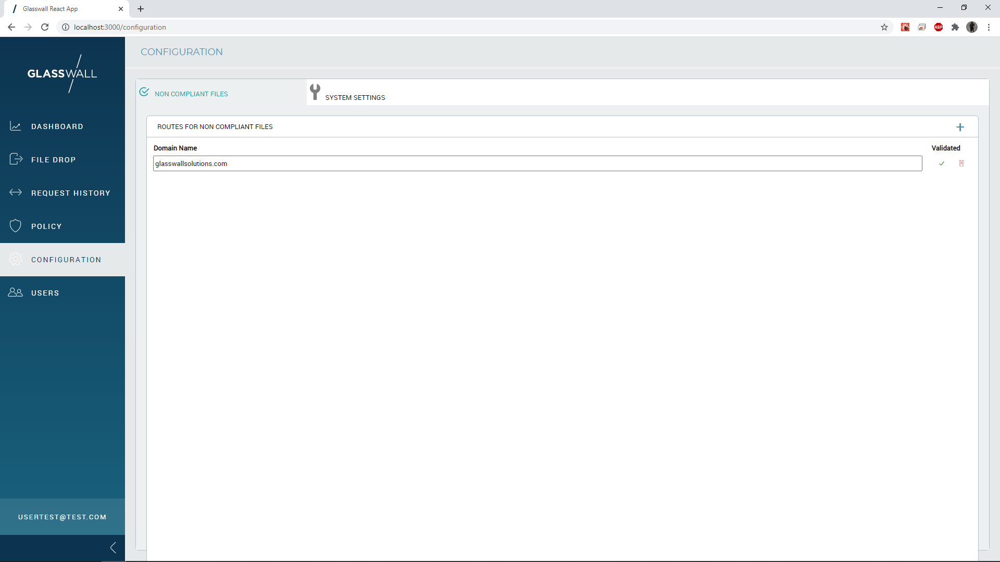 Glasswall React App
localhost:3000/configuration
ABP
GLASSWALL
DASHBOARD
FILE DROP
REQUEST HISTORY
POLICY
CONFIGURATION
USERS
USERTEST@TEST.COM
CONFIGURATION
NON COMPLIANT FILES
SYSTEM SETTINGS
ROUTES FOR NON COMPLIANT FILES
Domain Name Validated
glasswallsolutions.com